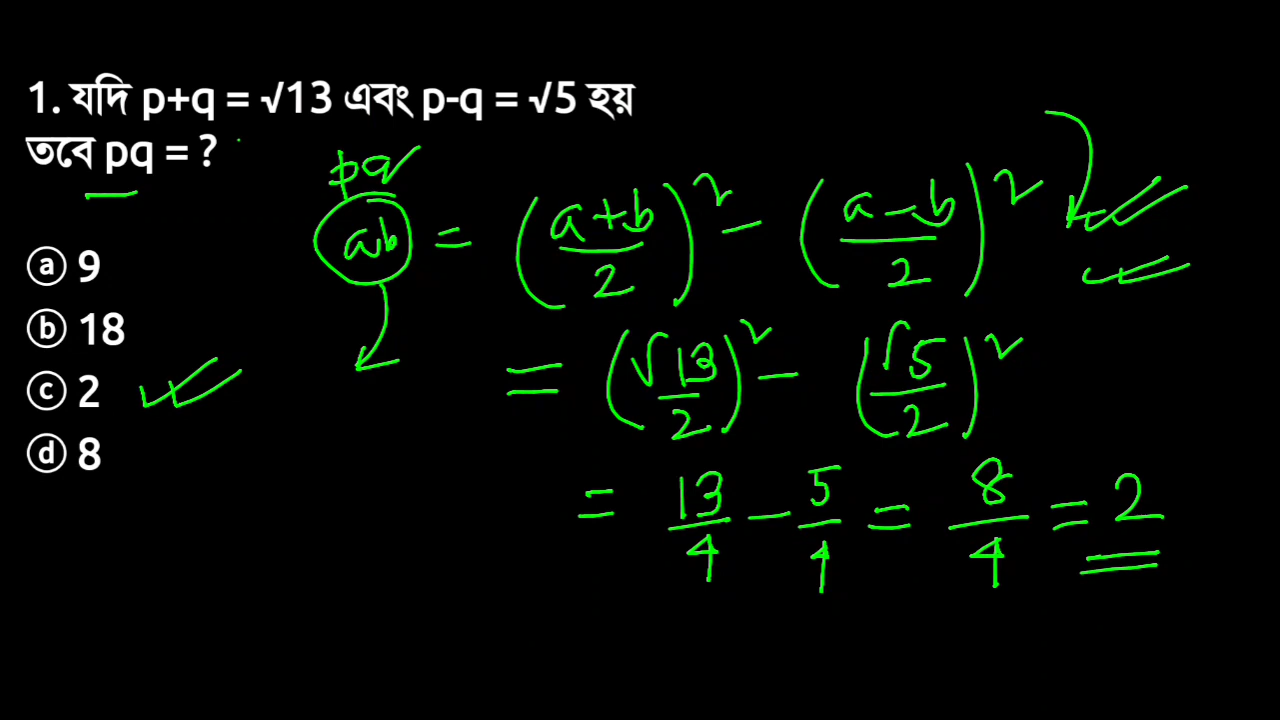 1. যদি p+q = √13 এবং p-q = √5 হয়
তবে pq = ?
pq
ab = (a+b/2)² - (a-b/2)²
ⓐ 9
ⓑ 18
= (√13/2)² - (√5/2)²
ⓒ 2
ⓓ 8
= 13/4 - 5/4 = 8/4 = 2